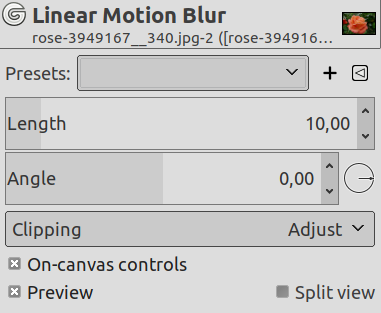 Linear Motion Blur
rose-3949167__340.jpg-2 ([rose-394916...
Presets:
Length 10,00
Angle 0,00
Clipping Adjust
On-canvas controls
Preview Split view